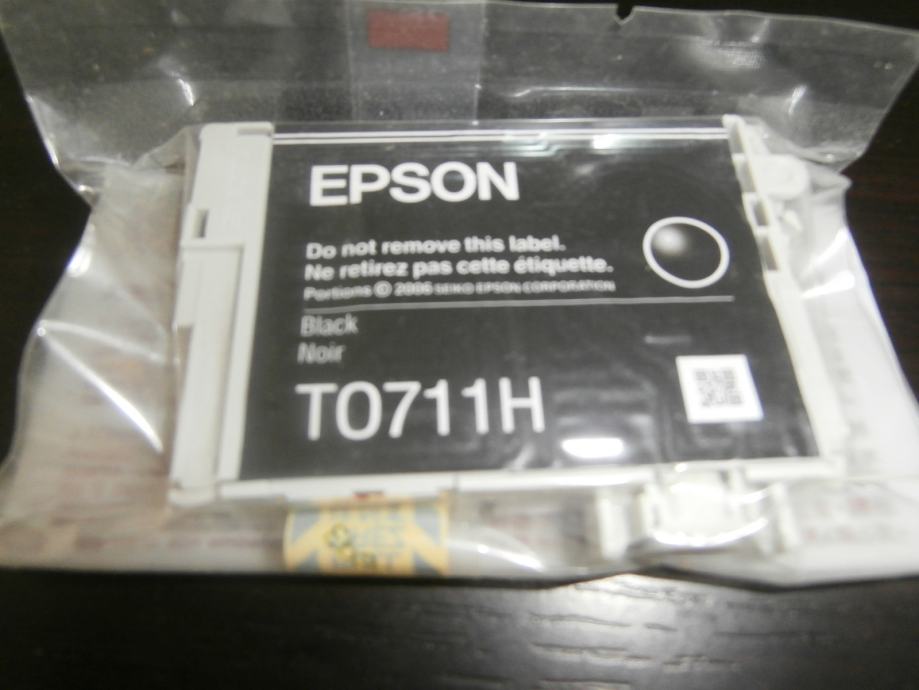 EPSON
Do not remove this label.
Ne retirez pas cette étiquette.
Portions © 2006 SEIKO EPSON CORPORATION
Black
Noir
T0711H